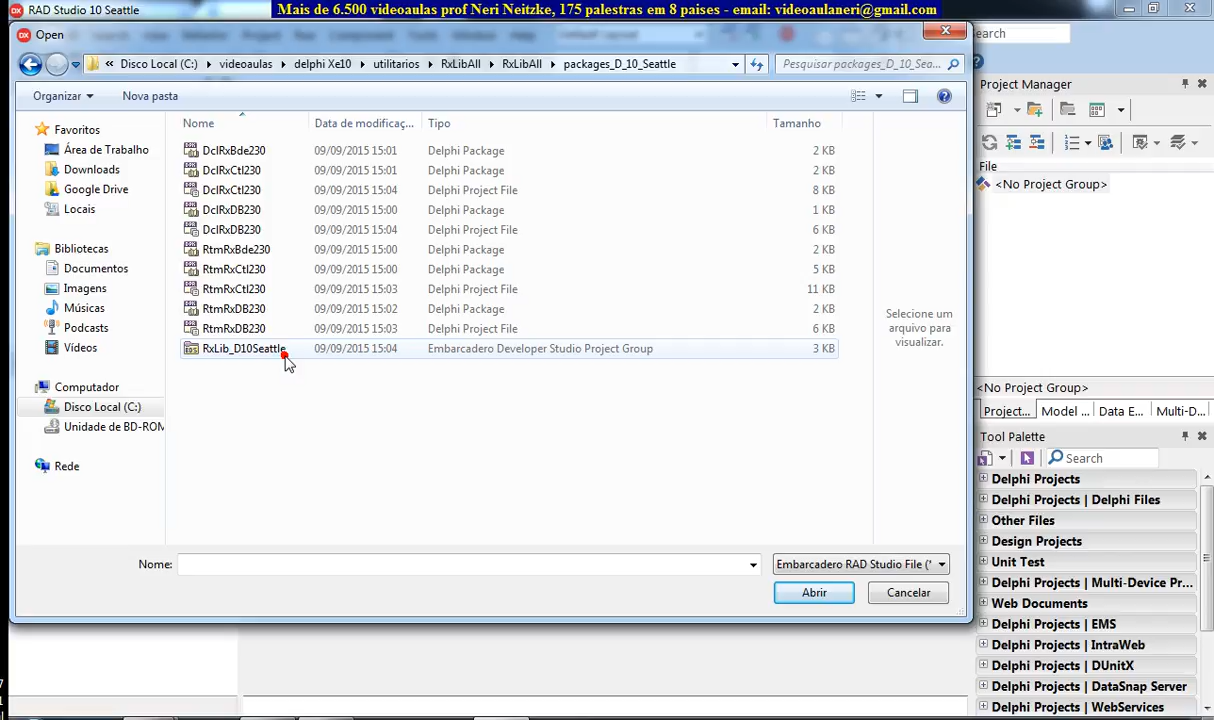 RAD Studio 10 Seattle
Mais de 6.500 videoaulas prof Neri Neitzke, 175 palestras em 8 paises - email: videoaulaneri@gmail.com
Open
Search
Disco Local (C:) videoaulas delphi Xe10 utilitarios RxLibAll RxLibAll packages_D_10_Seattle
Pesquisar packages_D_10_Sea...
Organizar
Nova pasta
Nome Data de modificaç... Tipo Tamanho
Favoritos
Área de Trabalho
Downloads
Google Drive
Locais
Bibliotecas
Documentos
Imagens
Músicas
Podcasts
Vídeos
Computador
Disco Local (C:)
Unidade de BD-ROM
Rede
DclRxBde230 09/09/2015 15:01 Delphi Package 2 KB
DclRxCtl230 09/09/2015 15:01 Delphi Package 2 KB
DclRxCtl230 09/09/2015 15:04 Delphi Project File 8 KB
DclRxDB230 09/09/2015 15:00 Delphi Package 1 KB
DclRxDB230 09/09/2015 15:04 Delphi Project File 6 KB
RtmRxBde230 09/09/2015 15:00 Delphi Package 2 KB
RtmRxCtl230 09/09/2015 15:00 Delphi Package 5 KB
RtmRxCtl230 09/09/2015 15:03 Delphi Project File 11 KB
RtmRxDB230 09/09/2015 15:02 Delphi Package 2 KB
RtmRxDB230 09/09/2015 15:03 Delphi Project File 6 KB
RxLib_D10Seattle 09/09/2015 15:04 Embarcadero Developer Studio Project Group 3 KB
Selecione um
arquivo para
visualizar.
Nome:
Embarcadero RAD Studio File (*
Abrir
Cancelar
Project Manager
File
<No Project Group>
<No Project Group>
Project... Model ... Data E... Multi-D...
Tool Palette
Search
Delphi Projects
Delphi Projects | Delphi Files
Other Files
Design Projects
Unit Test
Delphi Projects | Multi-Device Pr...
Web Documents
Delphi Projects | EMS
Delphi Projects | IntraWeb
Delphi Projects | DUnitX
Delphi Projects | DataSnap Server
Delphi Projects | WebServices